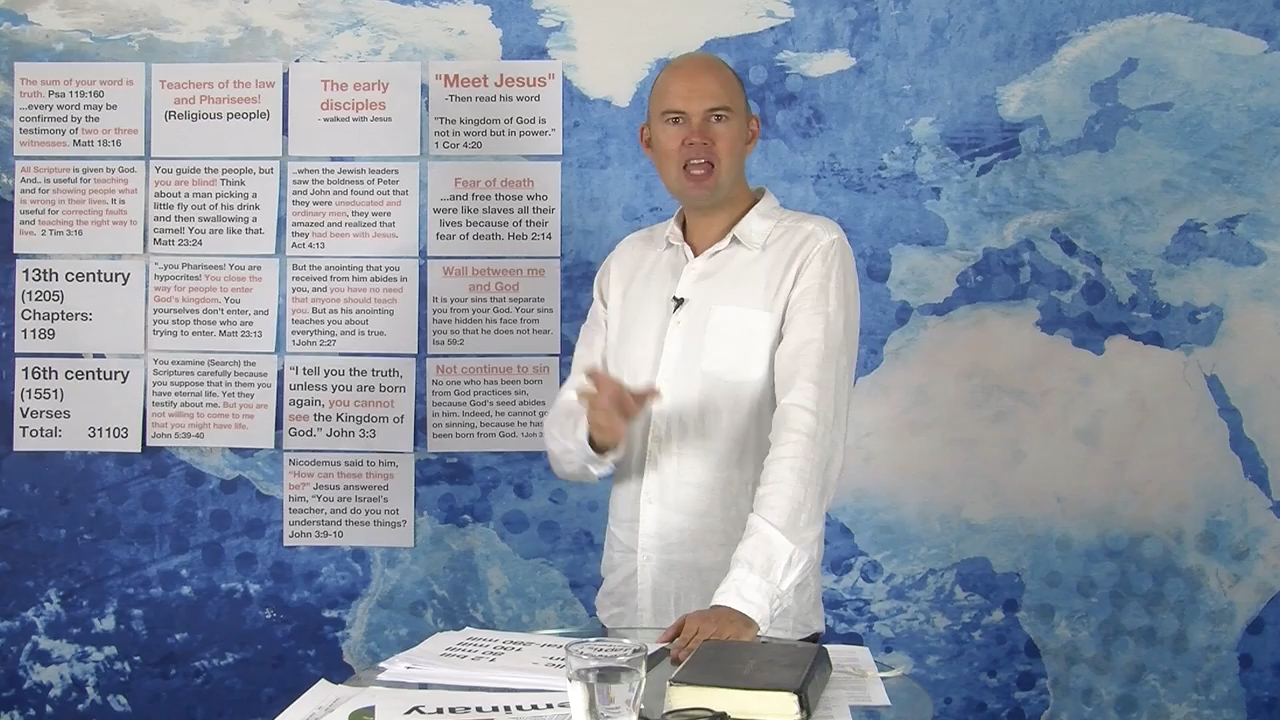 The sum of your word is
truth. Psa 119:160
...every word may be
confirmed by the
testimony of two or three
witnesses. Matt 18:16
All Scripture is given by God.
And.. is useful for teaching
and for showing people what
is wrong in their lives. It is
useful for correcting faults
and teaching the right way to
live. 2 Tim 3:16
13th century
(1205)
Chapters:
1189
16th century
(1551)
Verses
Total: 31103
Teachers of the law
and Pharisees!
(Religious people)
You guide the people, but
you are blind! Think
about a man picking a
little fly out of his drink
and then swallowing a
camel! You are like that.
Matt 23:24
"..you Pharisees! You are
hypocrites! You close the
way for people to enter
God's kingdom. You
yourselves don't enter, and
you stop those who are
trying to enter. Matt 23:13
You examine (Search) the
Scriptures carefully because
you suppose that in them you
have eternal life. Yet they
testify about me. But you are
not willing to come to me
that you might have life.
John 5:39-40
The early
disciples
- walked with Jesus
..when the Jewish leaders
saw the boldness of Peter
and John and found out that
they were uneducated and
ordinary men, they were
amazed and realized that
they had been with Jesus.
Act 4:13
But the anointing that you
received from him abides in
you, and you have no need
that anyone should teach
you. But as his anointing
teaches you about
everything, and is true.
1John 2:27
“I tell you the truth,
unless you are born
again, you cannot
see the Kingdom of
God.” John 3:3
Nicodemus said to him,
“How can these things
be?” Jesus answered
him, “You are Israel's
teacher, and do you not
understand these things?
John 3:9-10
"Meet Jesus"
-Then read his word
"The kingdom of God is
not in word but in power.”
1 Cor 4:20
Fear of death
...and free those who
were like slaves all their
lives because of their
fear of death. Heb 2:14
Wall between me
and God
It is your sins that separate
you from your God. Your sins
have hidden his face from
you so that he does not hear.
Isa 59:2
Not continue to sin
No one who has been born
from God practices sin,
because God's seed abides
in him. Indeed, he cannot go
on sinning, because he has
been born from God. 1Joh 3:
280 mill
100 mill
80 mill
1,2 bill